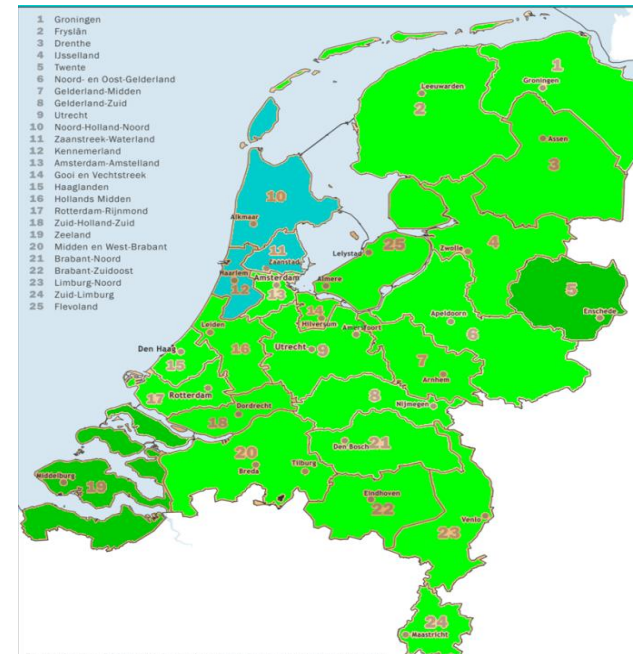 1 Groningen
2 Fryslân
3 Drenthe
4 IJsselland
5 Twente
6 Noord- en Oost-Gelderland
7 Gelderland-Midden
8 Gelderland-Zuid
9 Utrecht
10 Noord-Holland-Noord
11 Zaanstreek-Waterland
12 Kennemerland
13 Amsterdam-Amstelland
14 Gooi en Vechtstreek
15 Haaglanden
16 Hollands Midden
17 Rotterdam-Rijnmond
18 Zuid-Holland-Zuid
19 Zeeland
20 Midden en West-Brabant
21 Brabant-Noord
22 Brabant-Zuidoost
23 Limburg-Noord
24 Zuid-Limburg
25 Flevoland
1
Groningen
Leeuwarden
2
Assen
3
10
Alkmaar
4
25
Lelystad
Zwolle
11
Zaanstad
Haarlem
12
Amsterdam
13
Almere
5
Enschede
14
Hilversum
Apeldoorn
6
Leiden
Amersfoort
Den Haag
15
16
Utrecht
9
7
Arnhem
17
Rotterdam
8
Nijmegen
Dordrecht
18
20
Den Bosch
21
Breda
Tilburg
Middelburg
19
Eindhoven
22
Venlo
23
24
Maastricht